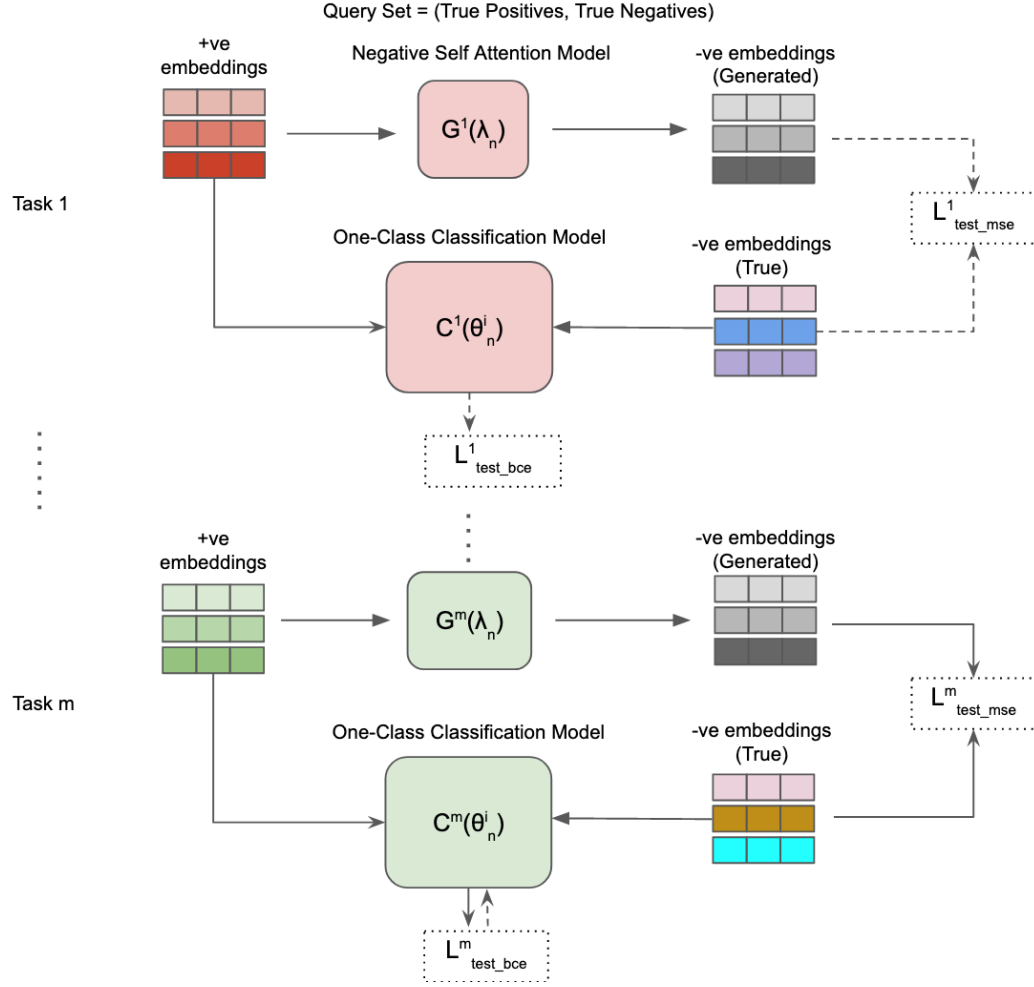 Query Set = (True Positives, True Negatives)
+ve
embeddings
Negative Self Attention Model
-ve embeddings
(Generated)
G¹(λₙ)
Task 1
L¹test_mse
One-Class Classification Model
-ve embeddings
(True)
C¹(θⁱₙ)
L¹test_bce
+ve
embeddings
-ve embeddings
(Generated)
Gᵐ(λₙ)
Task m
Lᵐtest_mse
One-Class Classification Model
-ve embeddings
(True)
Cᵐ(θⁱₙ)
Lᵐtest_bce